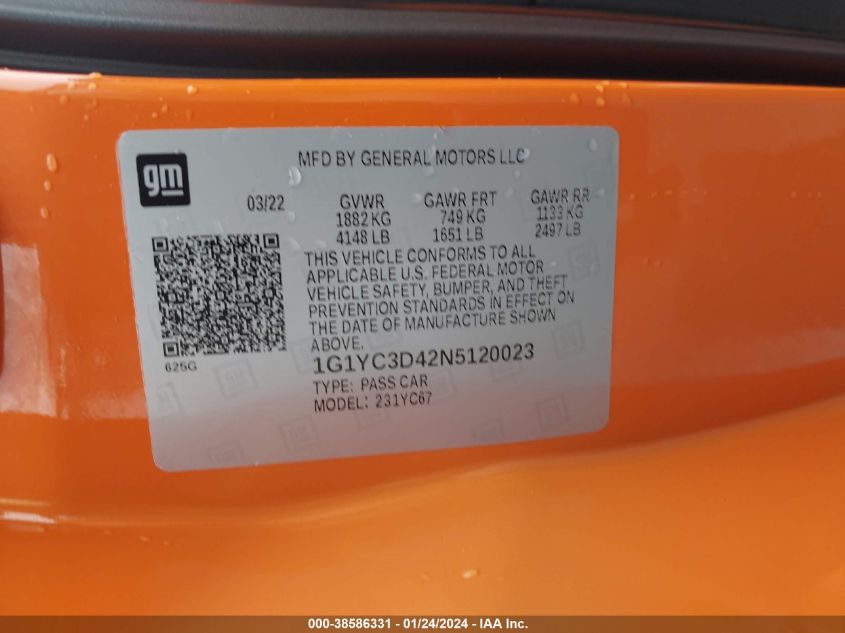 gm
MFD BY GENERAL MOTORS LLC
03/22
GVWR GAWR FRT GAWR RR
1882 KG 749 KG 1133 KG
4148 LB 1651 LB 2497 LB
THIS VEHICLE CONFORMS TO ALL
APPLICABLE U.S. FEDERAL MOTOR
VEHICLE SAFETY, BUMPER, AND THEFT
PREVENTION STANDARDS IN EFFECT ON
THE DATE OF MANUFACTURE SHOWN
ABOVE.
625G
1G1YC3D42N5120023
TYPE: PASS CAR
MODEL: 231YC67
000-38586331 - 01/24/2024 - IAA Inc.